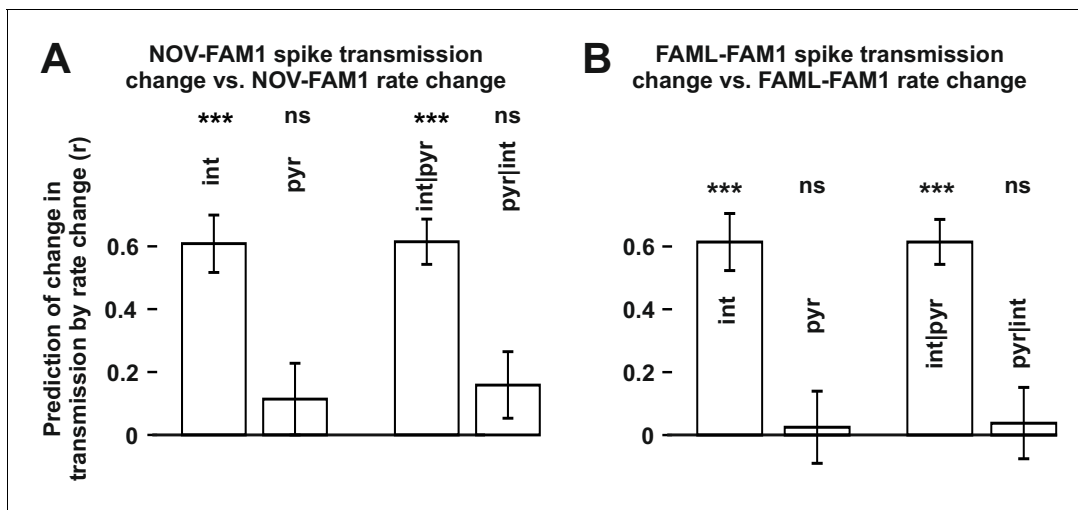 A
NOV-FAM1 spike transmission
change vs. NOV-FAM1 rate change
Prediction of change in
transmission by rate change (r)
*** ns *** ns
int pyr int|pyr pyr|int
0.6
0.4
0.2
0
B
FAML-FAM1 spike transmission
change vs. FAML-FAM1 rate change
*** ns *** ns
int pyr int|pyr pyr|int
0.6
0.4
0.2
0